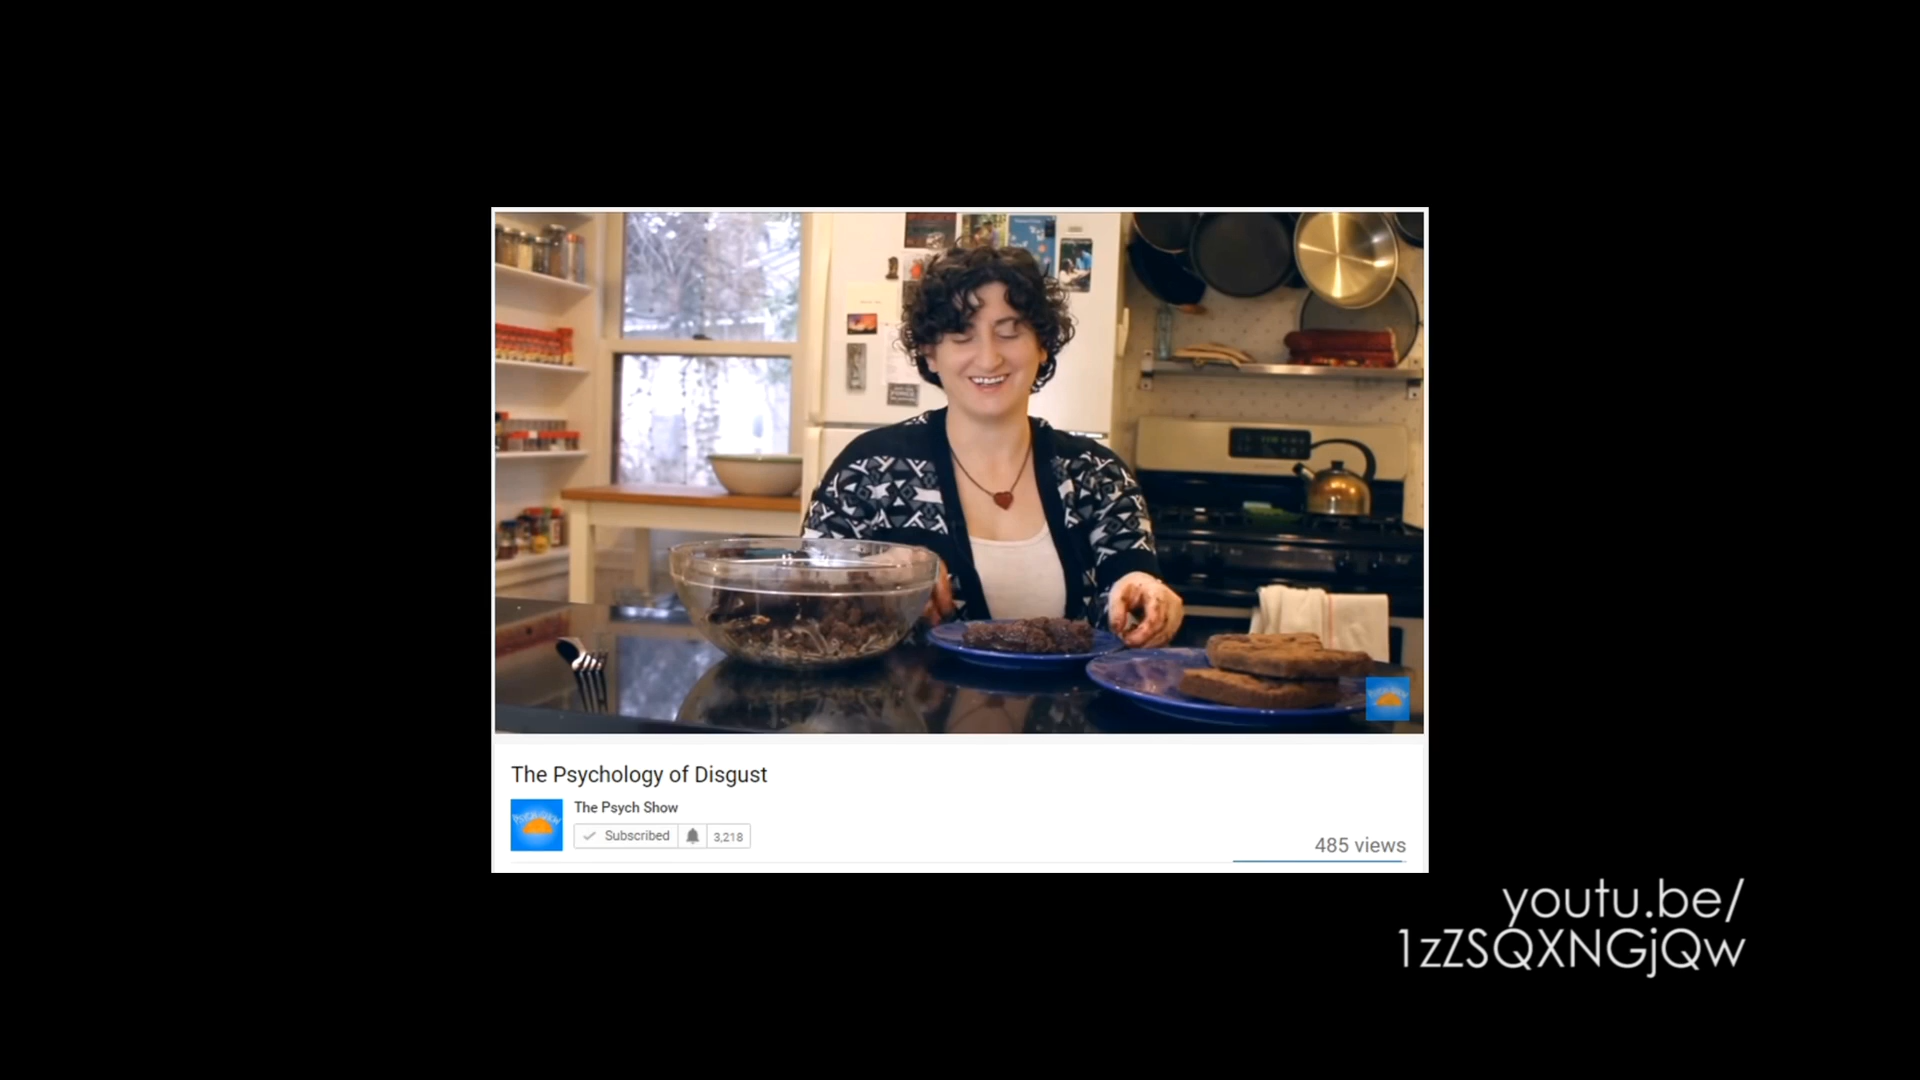 The Psychology of Disgust
The Psych Show
Subscribed 3,218
485 views
youtu.be/
1zZSQXNGjQw